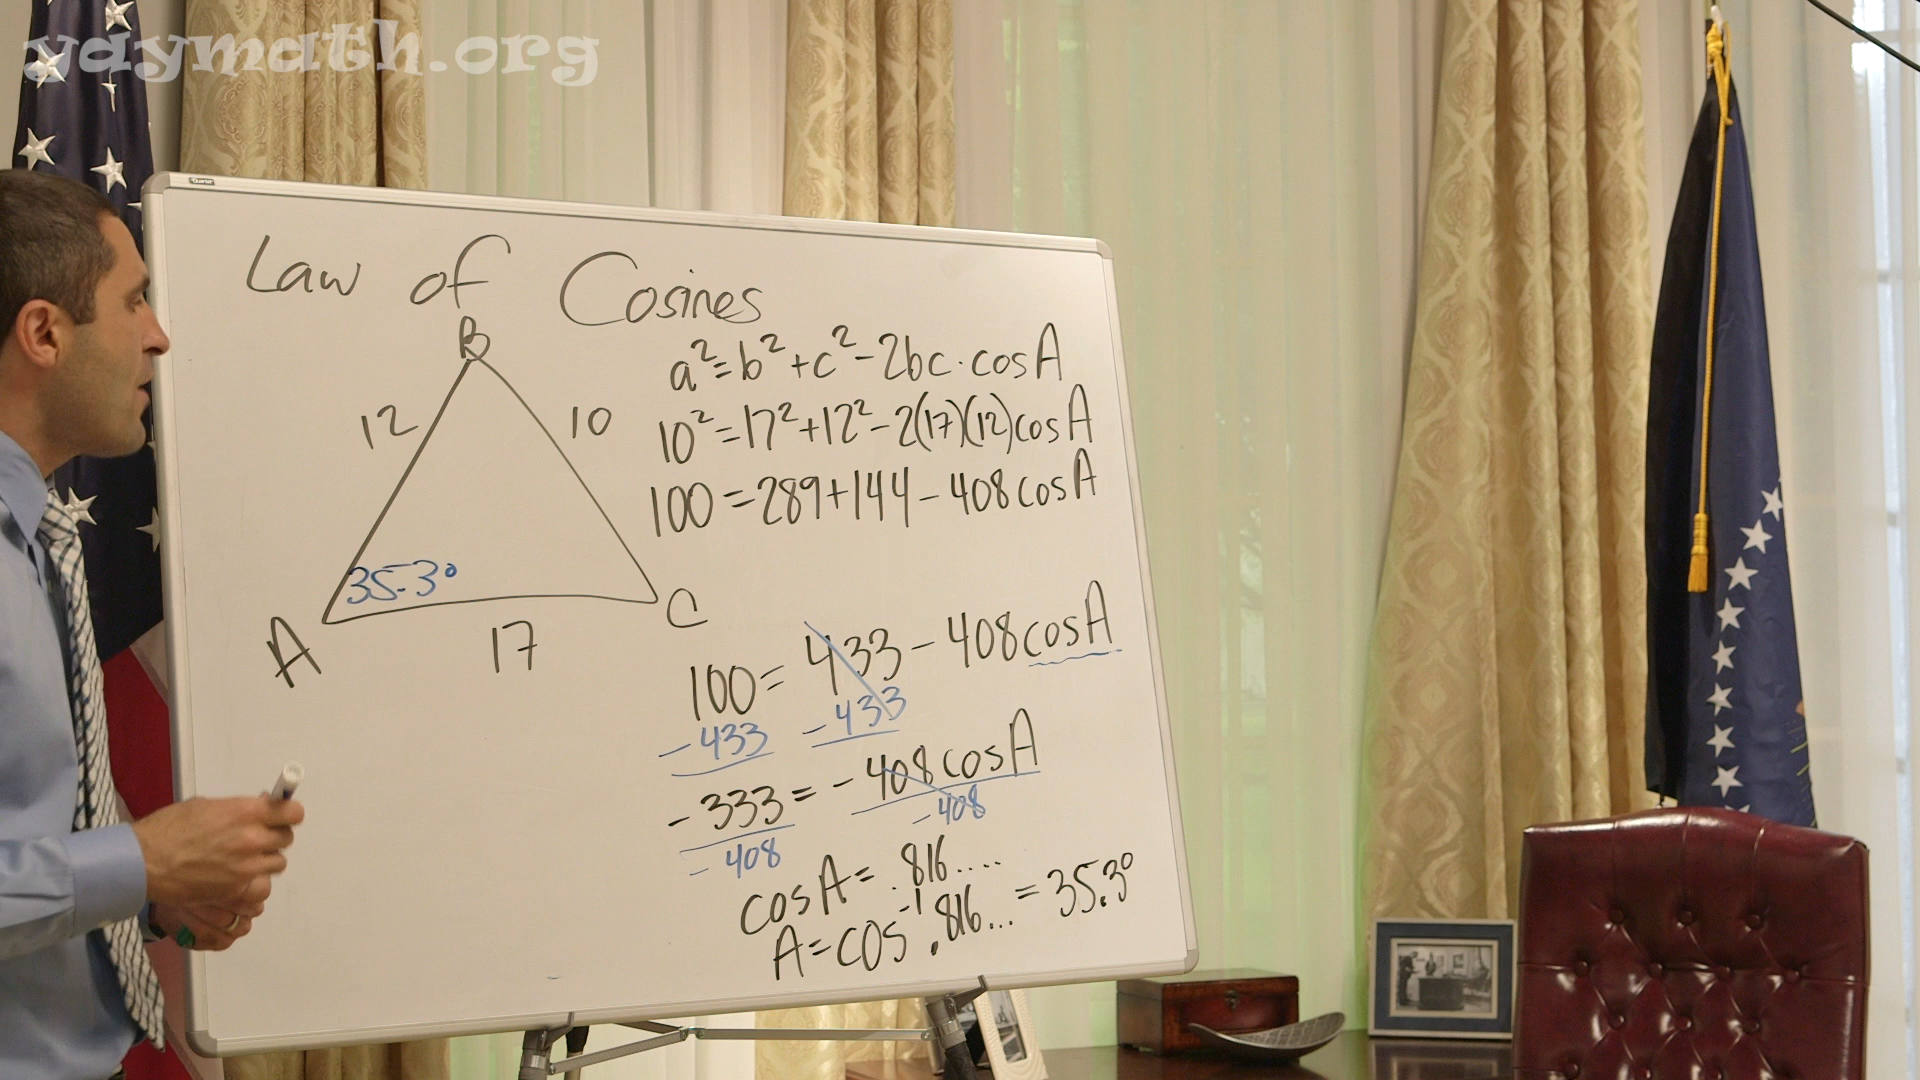 yaymath.org
Quartet
Law of Cosines
B
12
10
35.3°
A
17
C
a²=b²+c²-2bc·cosA
10²=17²+12²-2(17)(12)cosA
100=289+144-408cosA
100=433-408cosA
-433 -433
-333=-408cosA
-408 -408
cosA=.816....
A=cos⁻¹.816...=35.3°